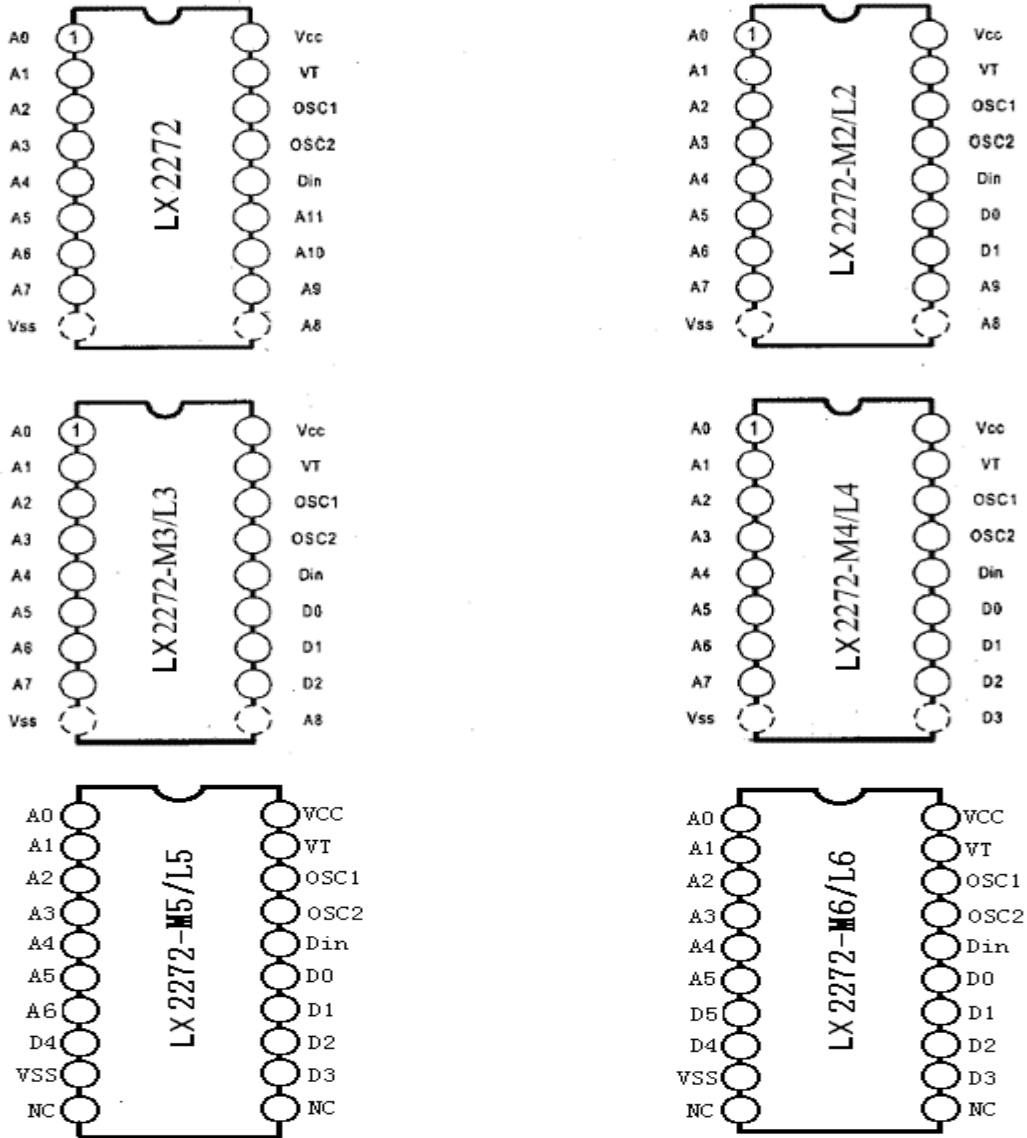 A0 1 Vcc
A1 VT
A2 OSC1
A3 OSC2
A4 Din
A5 A11
A6 A10
A7 A9
Vss A8
LX2272
A0 1 Vcc
A1 VT
A2 OSC1
A3 OSC2
A4 Din
A5 D0
A6 D1
A7 A9
Vss A8
LX2272-M2/L2
A0 1 Vcc
A1 VT
A2 OSC1
A3 OSC2
A4 Din
A5 D0
A6 D1
A7 D2
Vss A8
LX2272-M3/L3
A0 1 Vcc
A1 VT
A2 OSC1
A3 OSC2
A4 Din
A5 D0
A6 D1
A7 D2
Vss D3
LX2272-M4/L4
A0 VCC
A1 VT
A2 OSC1
A3 OSC2
A4 Din
A5 D0
A6 D1
D4 D2
VSS D3
NC NC
LX2272-M5/L5
A0 VCC
A1 VT
A2 OSC1
A3 OSC2
A4 Din
A5 D0
D5 D1
D4 D2
VSS D3
NC NC
LX2272-M6/L6